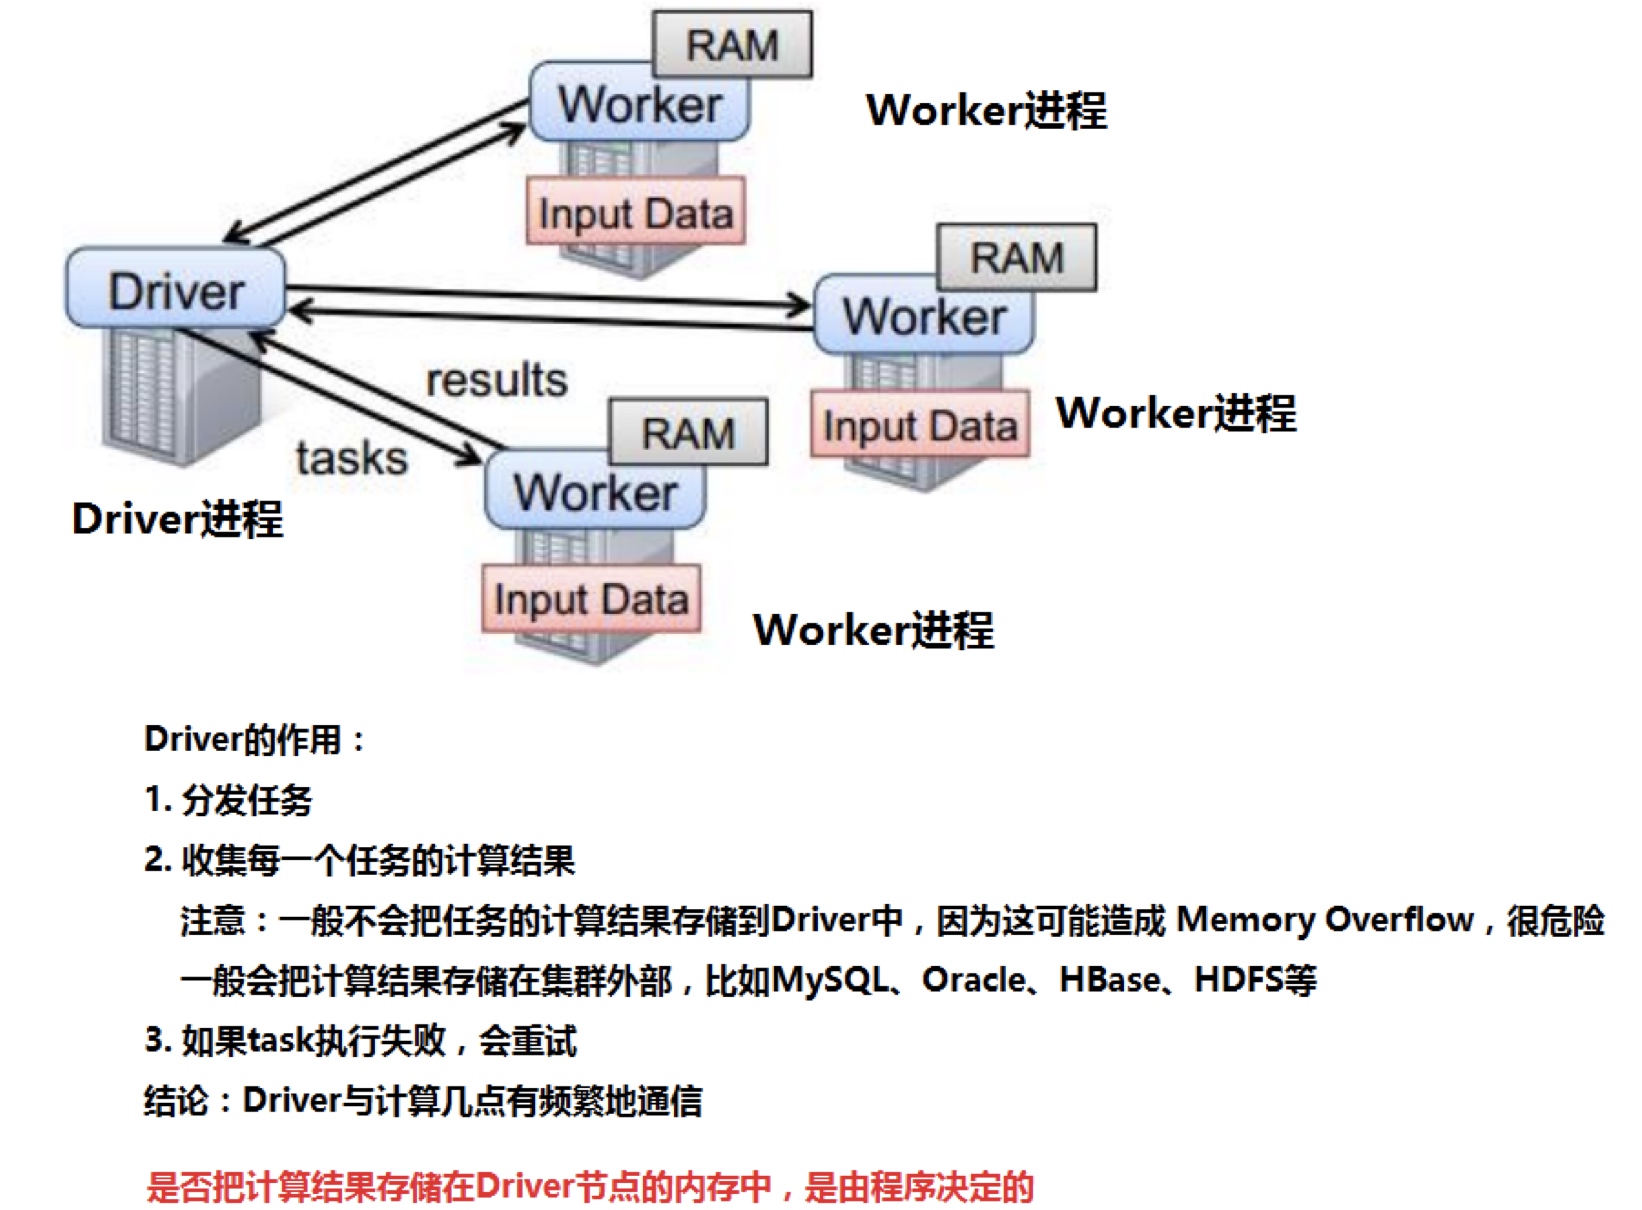 RAM
Worker
Worker进程
Input Data
RAM
Driver
Worker
results
Input Data
Worker进程
RAM
tasks
Worker
Driver进程
Input Data
Worker进程
Driver的作用：
1. 分发任务
2. 收集每一个任务的计算结果
注意：一般不会把任务的计算结果存储到Driver中，因为这可能造成 Memory Overflow，很危险
一般会把计算结果存储在集群外部，比如MySQL、Oracle、HBase、HDFS等
3. 如果task执行失败，会重试
结论：Driver与计算几点有频繁地通信
是否把计算结果存储在Driver节点的内存中，是由程序决定的